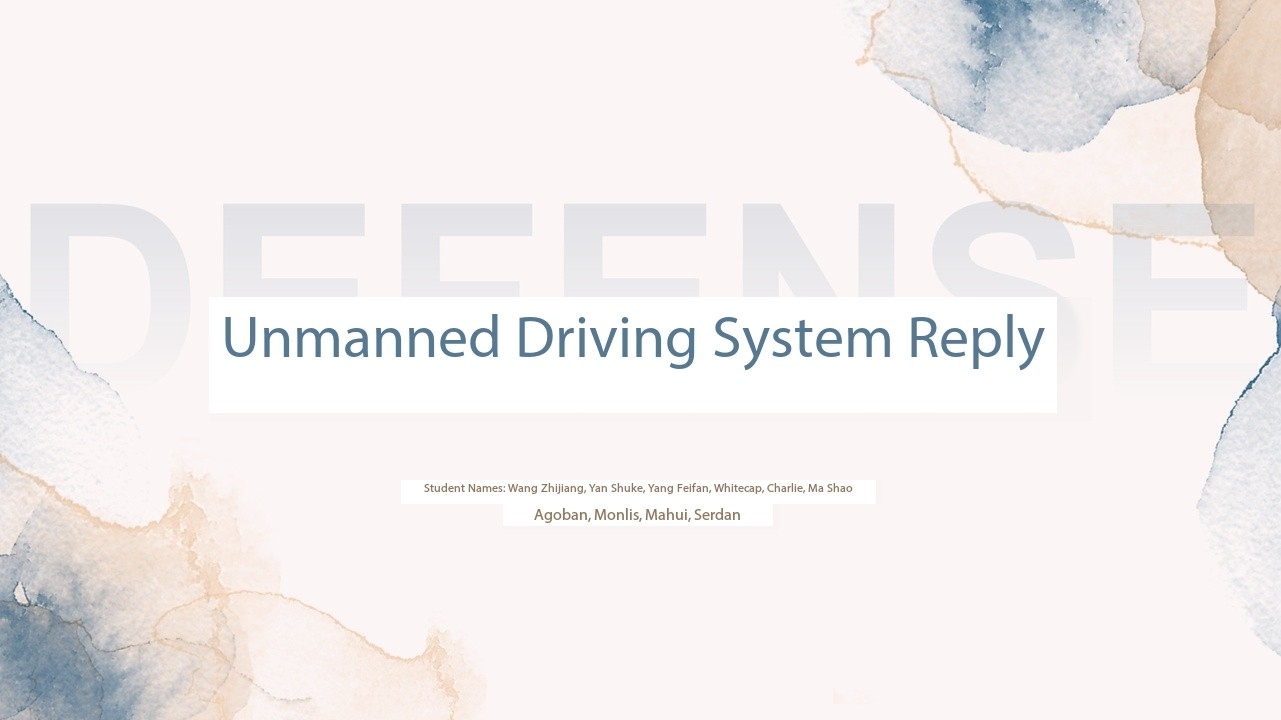 DEFENSE
Unmanned Driving System Reply
Student Names: Wang Zhijiang, Yan Shuke, Yang Feifan, Whitecap, Charlie, Ma Shao
Agoban, Monlis, Mahui, Serdan